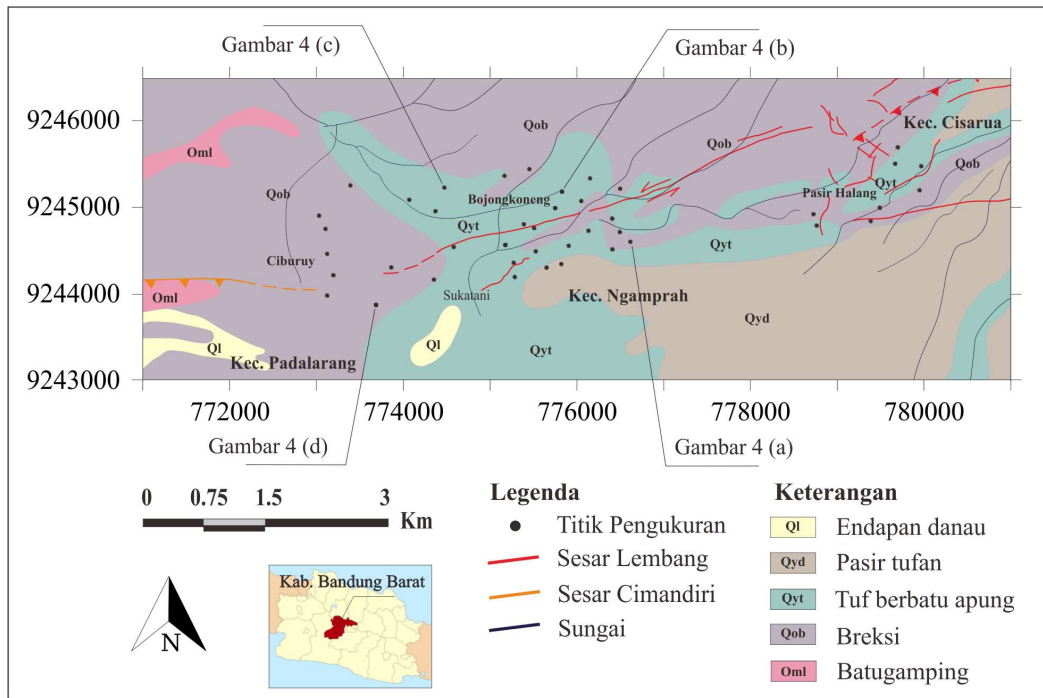 Gambar 4 (c)
Gambar 4 (b)
9246000
9245000
9244000
9243000
Oml
Qob
Qob
Kec. Cisarua
Qob
Qob
Qyt
Pasir Halang
Bojongkoneng
Qyt
Qyt
Ciburuy
Sukatani
Kec. Ngamprah
Oml
Qyd
Ql
Ql
Qyt
Kec. Padalarang
772000
774000
776000
778000
780000
Gambar 4 (d)
Gambar 4 (a)
0 0.75 1.5 3
Km
N
Kab. Bandung Barat
Legenda
Titik Pengukuran
Sesar Lembang
Sesar Cimandiri
Sungai
Keterangan
Ql Endapan danau
Qyd Pasir tufan
Qyt Tuf berbatu apung
Qob Breksi
Oml Batugamping